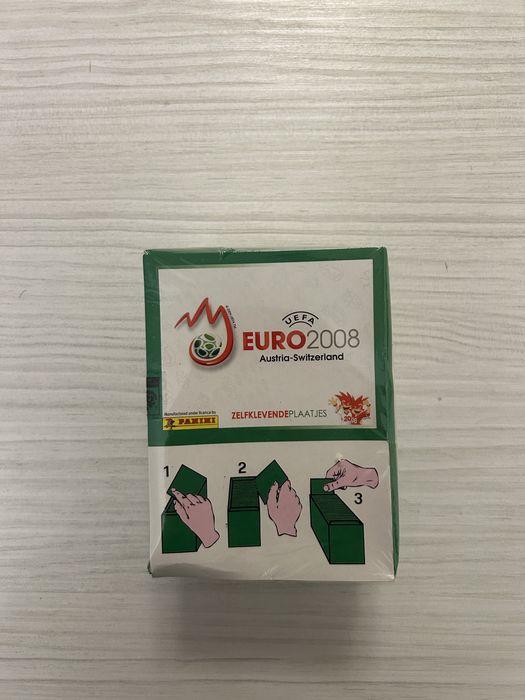 UEFA
EURO2008
Austria-Switzerland
Manufactured under licence by
PANINI
ZELFKLEVENDEPLAATJES
1
2
3